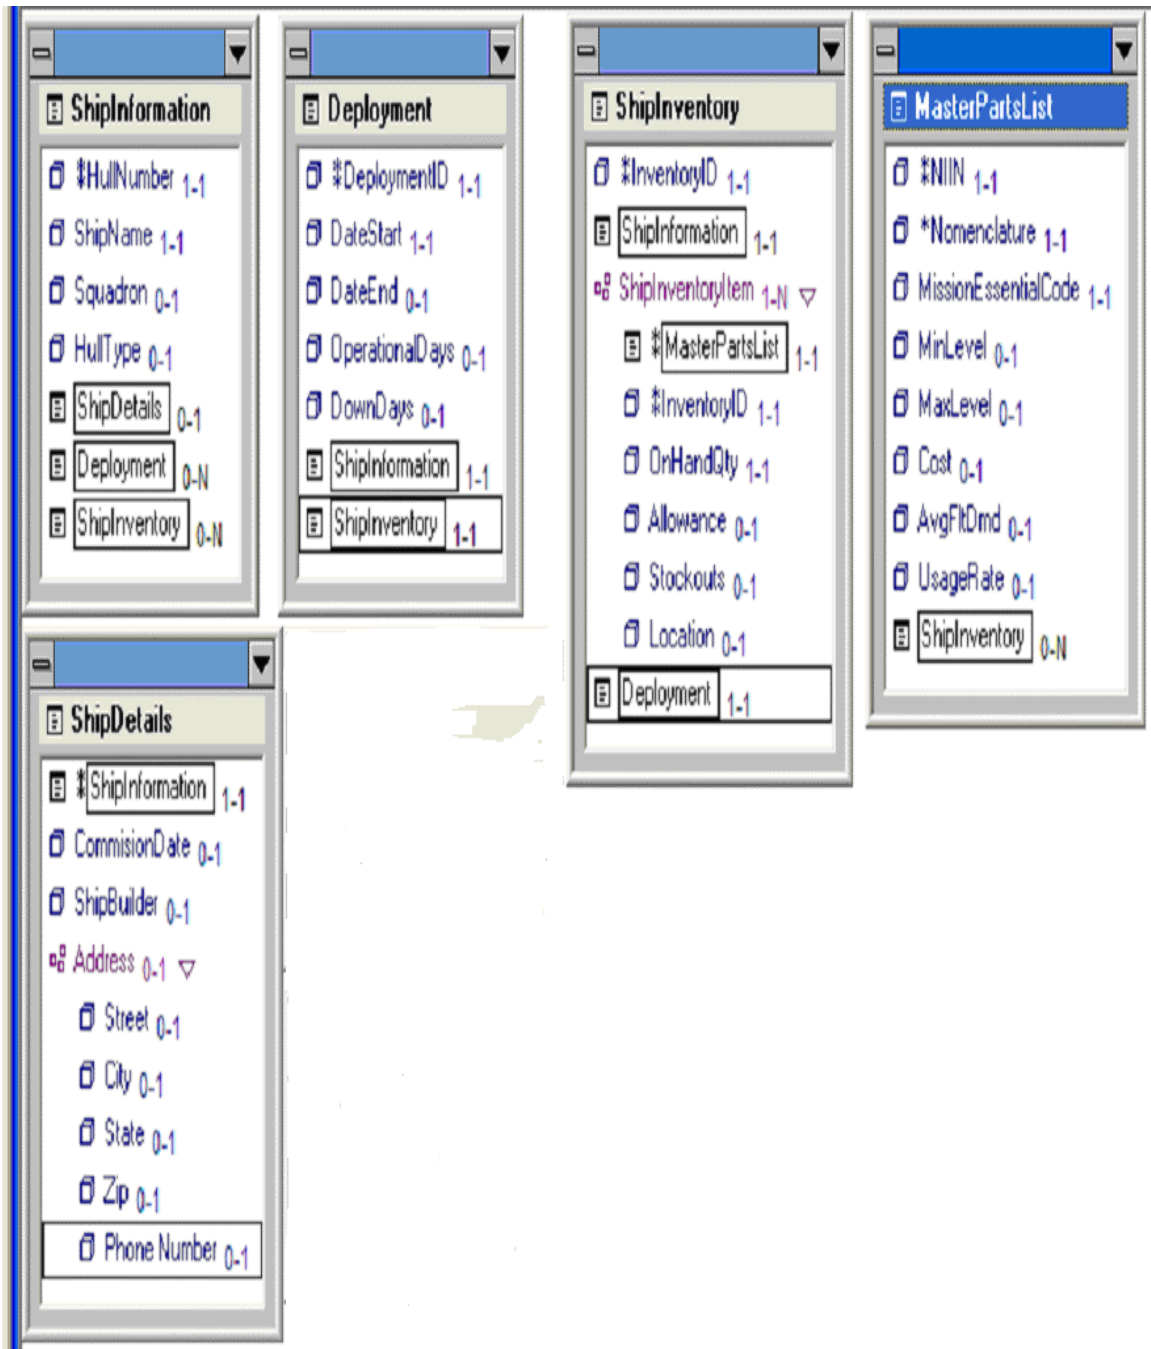 ShipInformation
‡HullNumber 1-1
ShipName 1-1
Squadron 0-1
HullType 0-1
ShipDetails 0-1
Deployment 0-N
ShipInventory 0-N
Deployment
‡DeploymentID 1-1
DateStart 1-1
DateEnd 0-1
OperationalDays 0-1
DownDays 0-1
ShipInformation 1-1
ShipInventory 1-1
ShipInventory
‡InventoryID 1-1
ShipInformation 1-1
ShipInventoryItem 1-N
‡MasterPartsList 1-1
‡InventoryID 1-1
OnHandQty 1-1
Allowance 0-1
Stockouts 0-1
Location 0-1
Deployment 1-1
MasterPartsList
‡NIIN 1-1
*Nomenclature 1-1
MissionEssentialCode 1-1
MinLevel 0-1
MaxLevel 0-1
Cost 0-1
AvgFltDmd 0-1
UsageRate 0-1
ShipInventory 0-N
ShipDetails
‡ShipInformation 1-1
CommisionDate 0-1
ShipBuilder 0-1
Address 0-1
Street 0-1
City 0-1
State 0-1
Zip 0-1
Phone Number 0-1